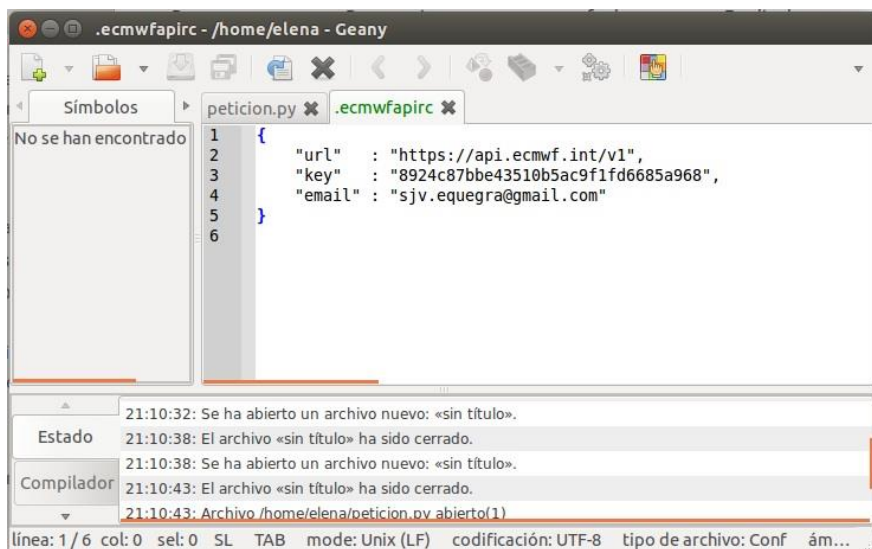 .ecmwfapirc - /home/elena - Geany
Símbolos
peticion.py .ecmwfapirc
No se han encontrado
1 {
2 "url" : "https://api.ecmwf.int/v1",
3 "key" : "8924c87bbe43510b5ac9f1fd6685a968",
4 "email" : "sjv.equegra@gmail.com"
5 }
6
21:10:32: Se ha abierto un archivo nuevo: «sin título».
Estado
21:10:38: El archivo «sin título» ha sido cerrado.
21:10:38: Se ha abierto un archivo nuevo: «sin título».
Compilador
21:10:43: El archivo «sin título» ha sido cerrado.
21:10:43: Archivo /home/elena/peticion.py abierto(1)
línea: 1 / 6 col: 0 sel: 0 SL TAB mode: Unix (LF) codificación: UTF-8 tipo de archivo: Conf ám...